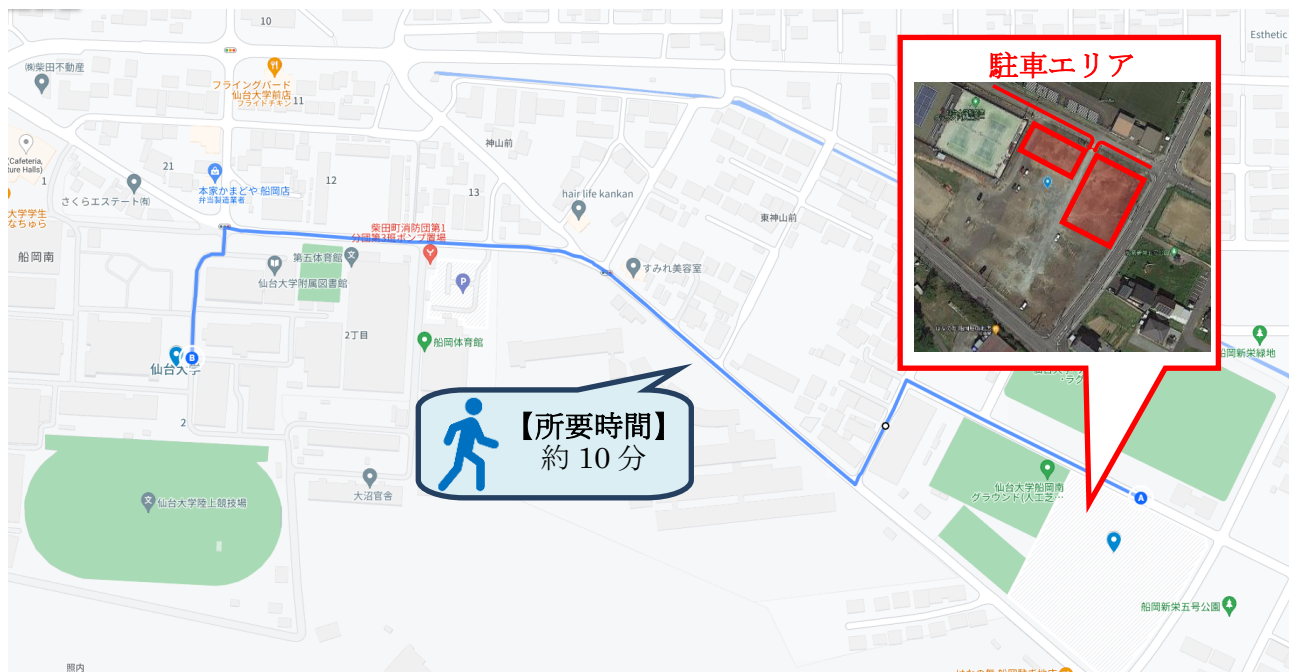 10
Esthetic
駐車エリア
㈱柴田不動産
フライングバード
仙台大学前店
フライドチキン
11
神山前
(Cafeteria,
ture Halls)
1
21
12
13
本家かまどや 船岡店
弁当製造業者
さくらエステート㈲
hair life kankan
大学学生
なちゅら
東神山前
柴田町消防団第1
分団第3班ポンプ置場
船岡南
第五体育館
仙台大学附属図書館
P
すみれ美容室
2丁目
船岡体育館
船岡新栄緑地
B
仙台大学
・ラグ
【所要時間】
約 10 分
2
大沼官舎
仙台大学陸上競技場
仙台大学船岡南
グラウンド(人工芝…
A
船岡新栄五号公園
照内